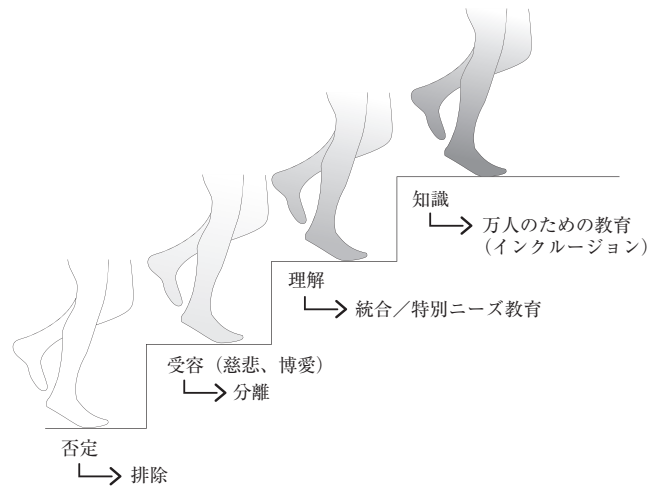 知識
万人のための教育
（インクルージョン）
理解
統合／特別ニーズ教育
受容（慈悲、博愛）
分離
否定
排除